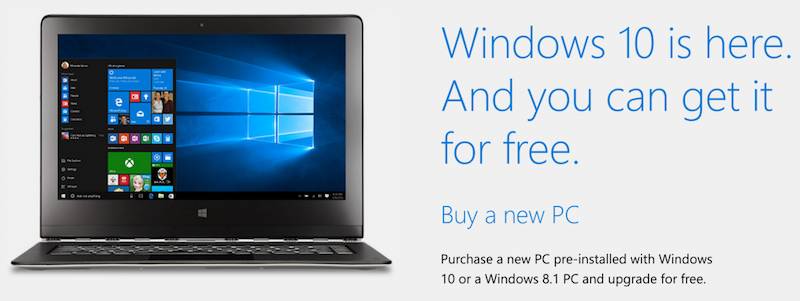 Windows 10 is here.
And you can get it
for free.
Buy a new PC
Purchase a new PC pre-installed with Windows
10 or a Windows 8.1 PC and upgrade for free.